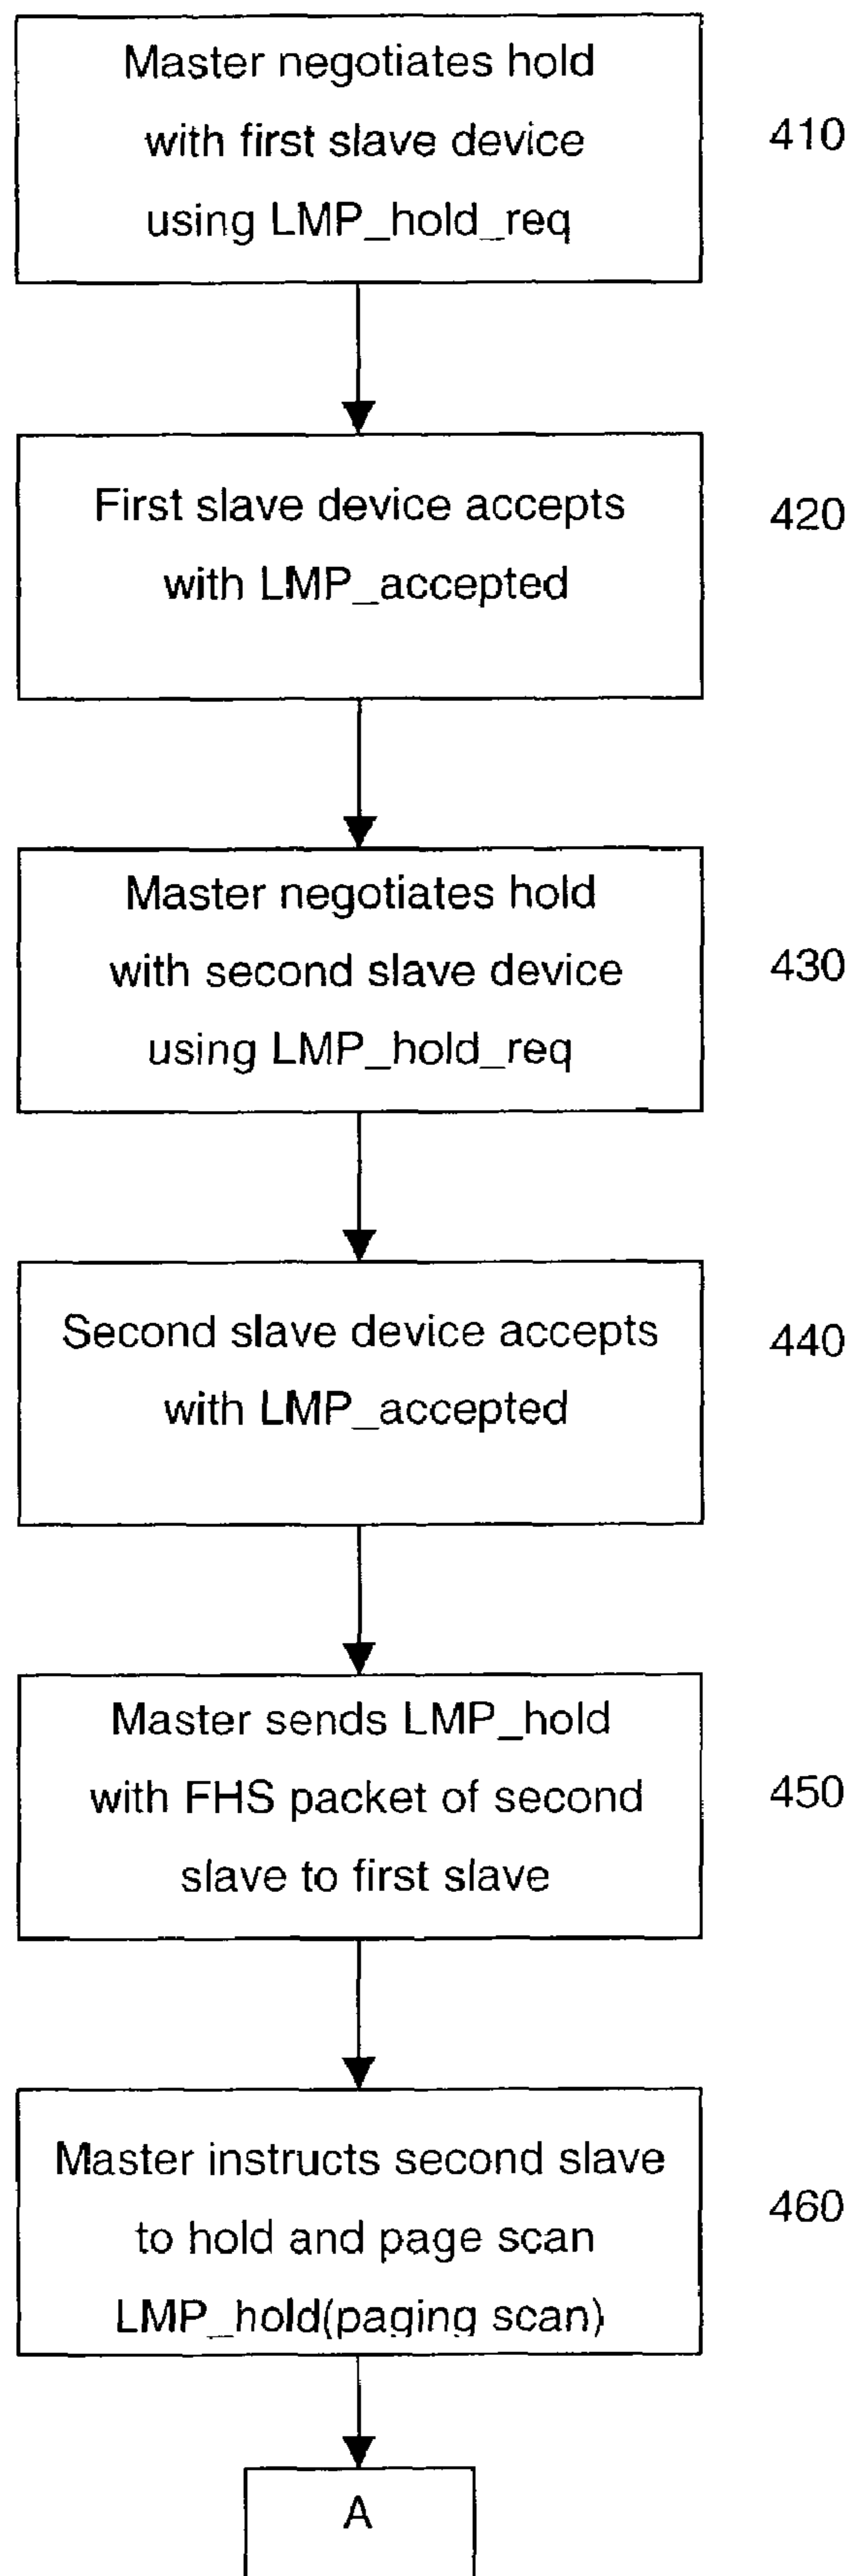 Master negotiates hold
with first slave device
using LMP_hold_req
410
First slave device accepts
with LMP_accepted
420
Master negotiates hold
with second slave device
using LMP_hold_req
430
Second slave device accepts
with LMP_accepted
440
Master sends LMP_hold
with FHS packet of second
slave to first slave
450
Master instructs second slave
to hold and page scan
LMP_hold(paging scan)
460
A